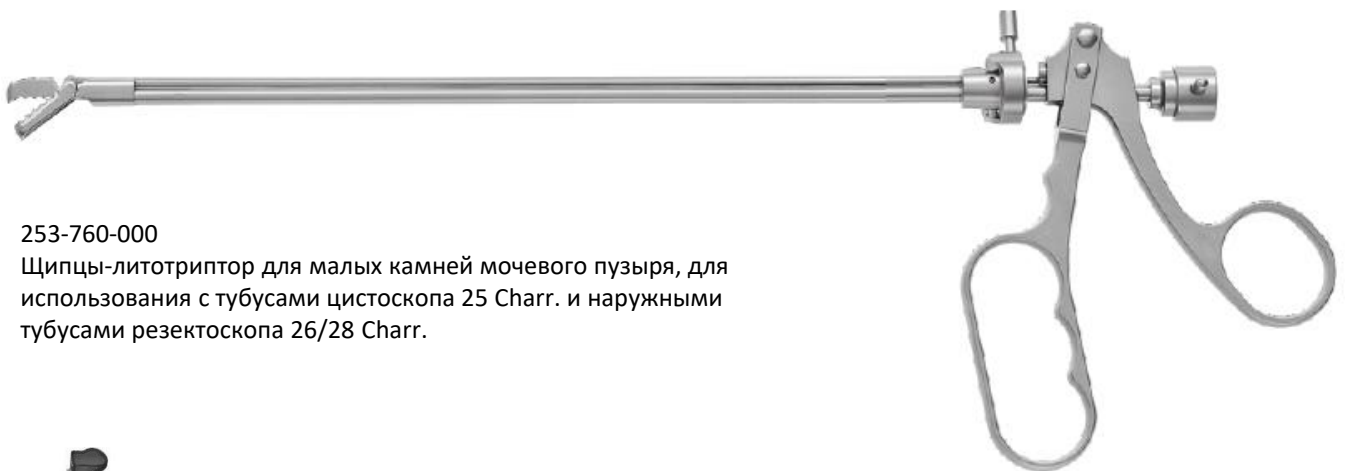 253-760-000
Щипцы-литотриптор для малых камней мочевого пузыря, для
использования с тубусами цистоскопа 25 Charr. и наружными
тубусами резектоскопа 26/28 Charr.